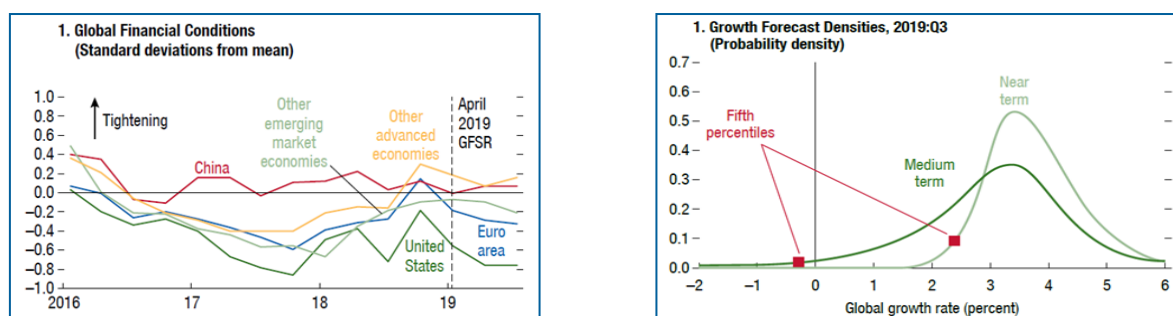 1. Global Financial Conditions
(Standard deviations from mean)
1.0
0.8
0.6
0.4
0.2
0.0
−0.2
−0.4
−0.6
−0.8
−1.0
Tightening
Other
emerging
market
economies
Other
advanced
economies
April
2019
GFSR
China
Euro
area
United
States
2016
17
18
19
1. Growth Forecast Densities, 2019:Q3
(Probability density)
0.7
0.6
0.5
0.4
0.3
0.2
0.1
0.0
Near
term
Fifth
percentiles
Medium
term
−2
−1
0
1
2
3
4
5
6
Global growth rate (percent)